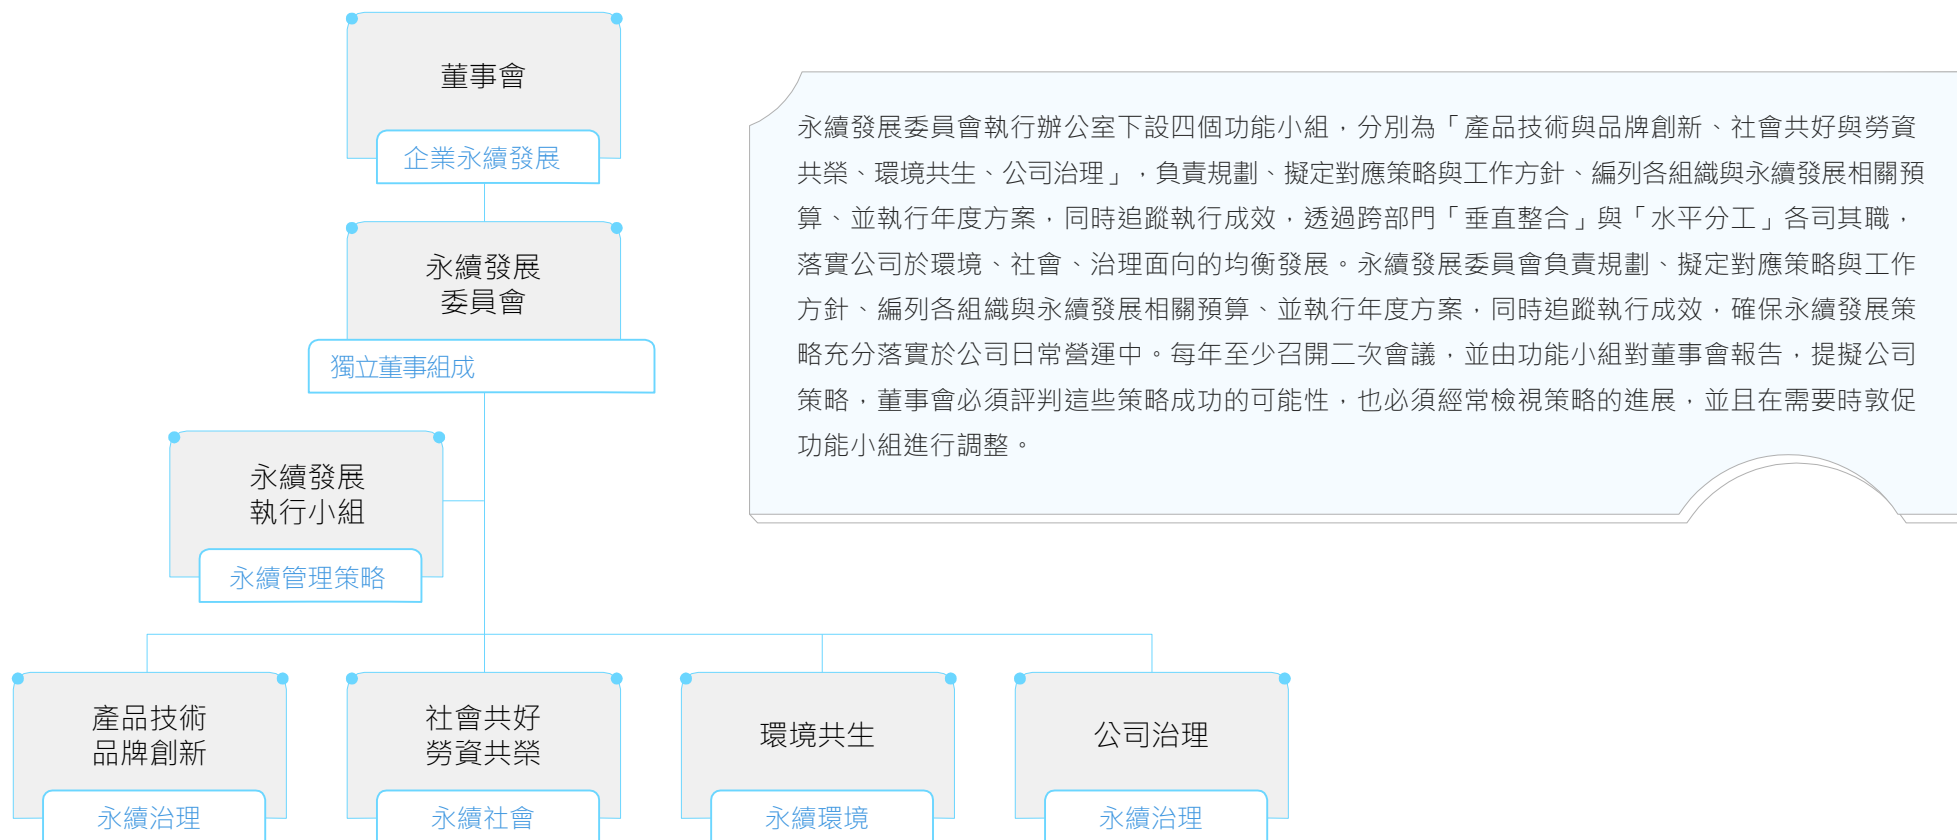 董事會
企業永續發展
永續發展
委員會
獨立董事組成
永續發展
執行小組
永續管理策略
產品技術
品牌創新
永續治理
社會共好
勞資共榮
永續社會
環境共生
永續環境
公司治理
永續治理
永續發展委員會執行辦公室下設四個功能小組，分別為「產品技術與品牌創新、社會共好與勞資
共榮、環境共生、公司治理」，負責規劃、擬定對應策略與工作方針、編列各組織與永續發展相關預
算、並執行年度方案，同時追蹤執行成效，透過跨部門「垂直整合」與「水平分工」各司其職，
落實公司於環境、社會、治理面向的均衡發展。永續發展委員會負責規劃、擬定對應策略與工作
方針、編列各組織與永續發展相關預算、並執行年度方案，同時追蹤執行成效，確保永續發展策
略充分落實於公司日常營運中。每年至少召開二次會議，並由功能小組對董事會報告，提擬公司
策略，董事會必須評判這些策略成功的可能性，也必須經常檢視策略的進展，並且在需要時敦促
功能小組進行調整。